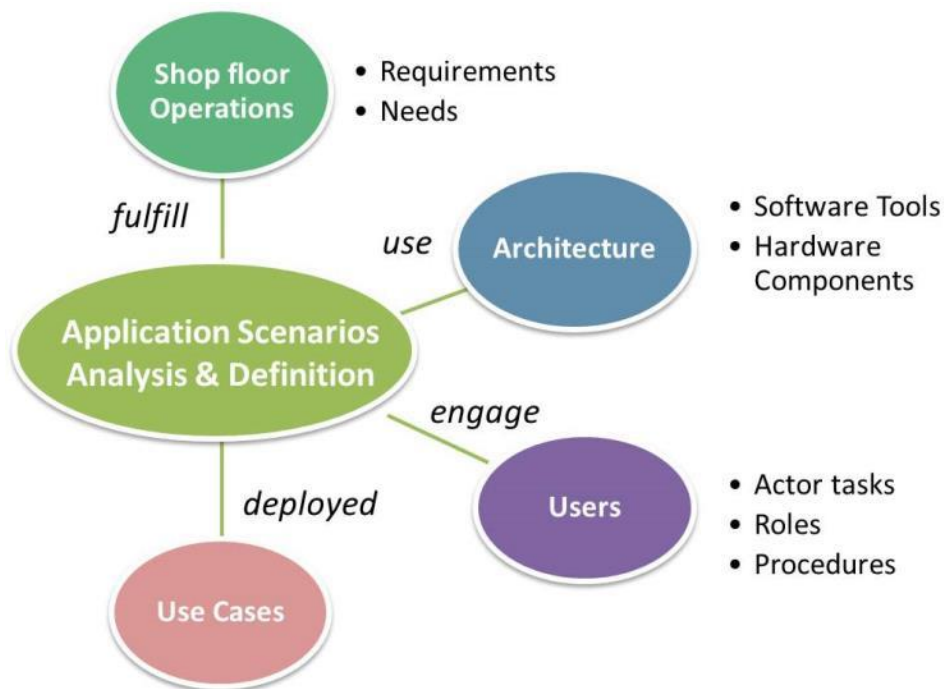 Shop floor
Operations
• Requirements
• Needs
fulfill
use
Architecture
• Software Tools
• Hardware
Components
Application Scenarios
Analysis & Definition
engage
deployed
Users
• Actor tasks
• Roles
• Procedures
Use Cases